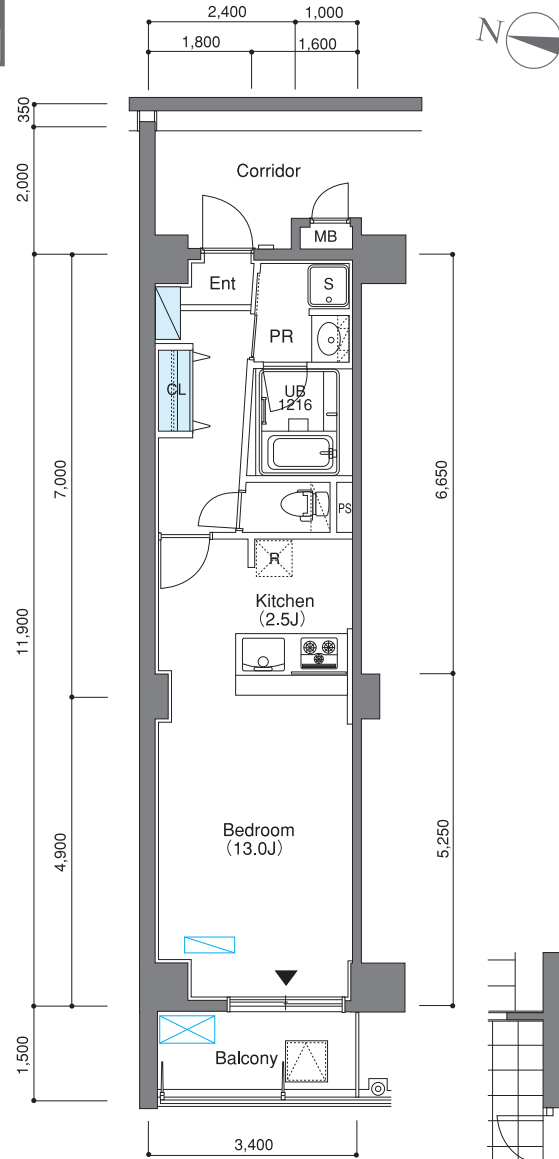 2,400
1,000
1,800
1,600
N
350
2,000
Corridor
MB
Ent
S
PR
CL
UB
1216
7,000
6,650
PS
R
Kitchen
(2.5J)
11,900
Bedroom
(13.0J)
4,900
5,250
1,500
Balcony
3,400